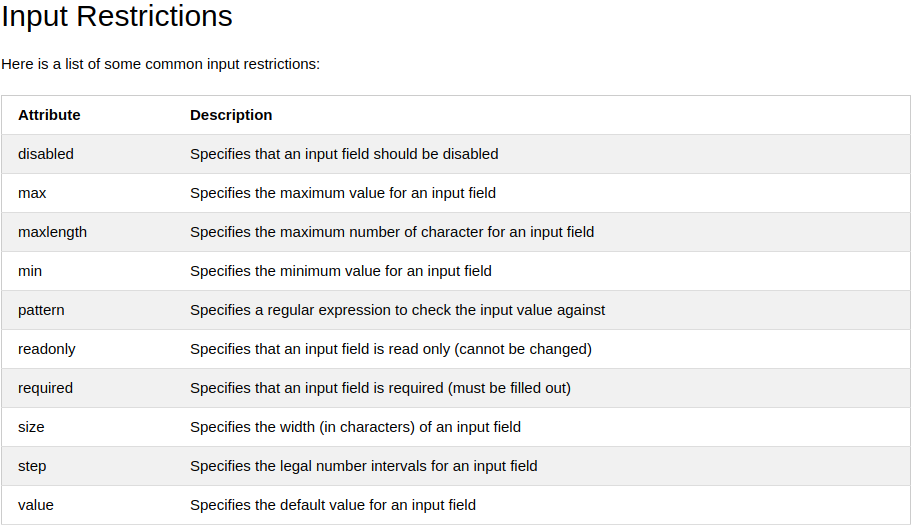 Input Restrictions
Here is a list of some common input restrictions:
Attribute Description
disabled Specifies that an input field should be disabled
max Specifies the maximum value for an input field
maxlength Specifies the maximum number of character for an input field
min Specifies the minimum value for an input field
pattern Specifies a regular expression to check the input value against
readonly Specifies that an input field is read only (cannot be changed)
required Specifies that an input field is required (must be filled out)
size Specifies the width (in characters) of an input field
step Specifies the legal number intervals for an input field
value Specifies the default value for an input field